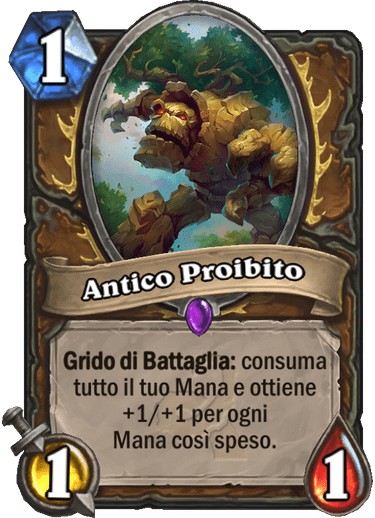 1
Antico Proibito
Grido di Battaglia: consuma
tutto il tuo Mana e ottiene
+1/+1 per ogni
Mana così speso.
1
1